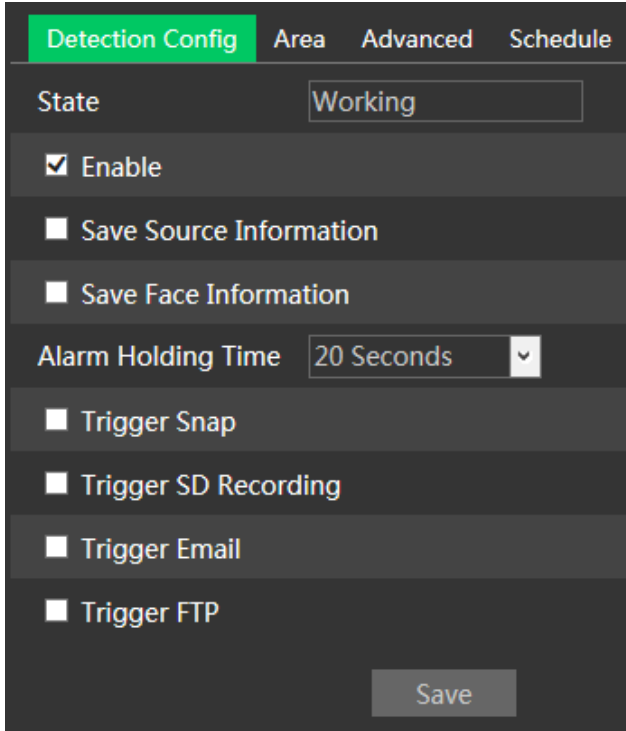 Detection Config Area Advanced Schedule
State Working
Enable
Save Source Information
Save Face Information
Alarm Holding Time 20 Seconds
Trigger Snap
Trigger SD Recording
Trigger Email
Trigger FTP
Save